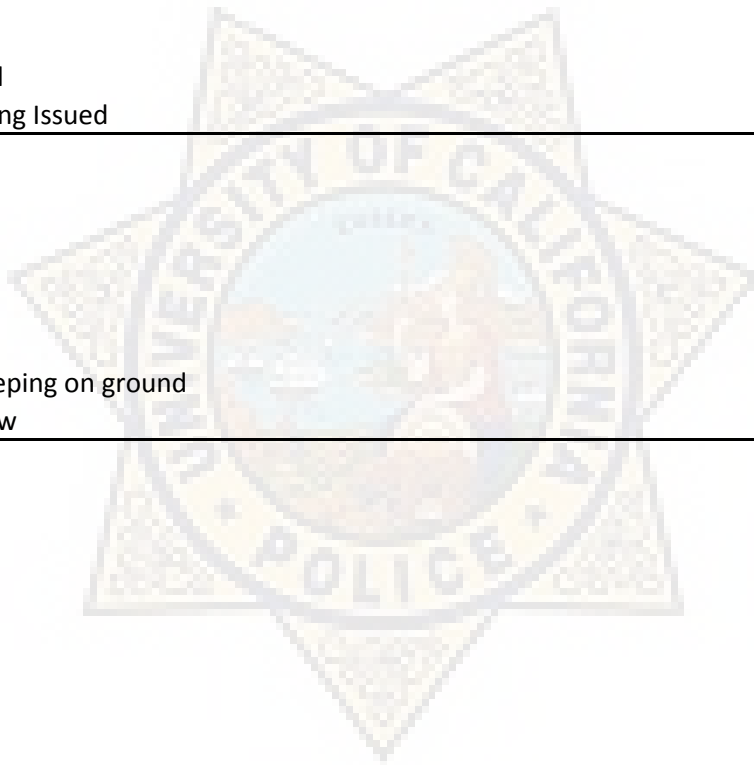 l
ng Issued
eping on ground
w
UNIVERSITY OF CALIFORNIA
POLICE